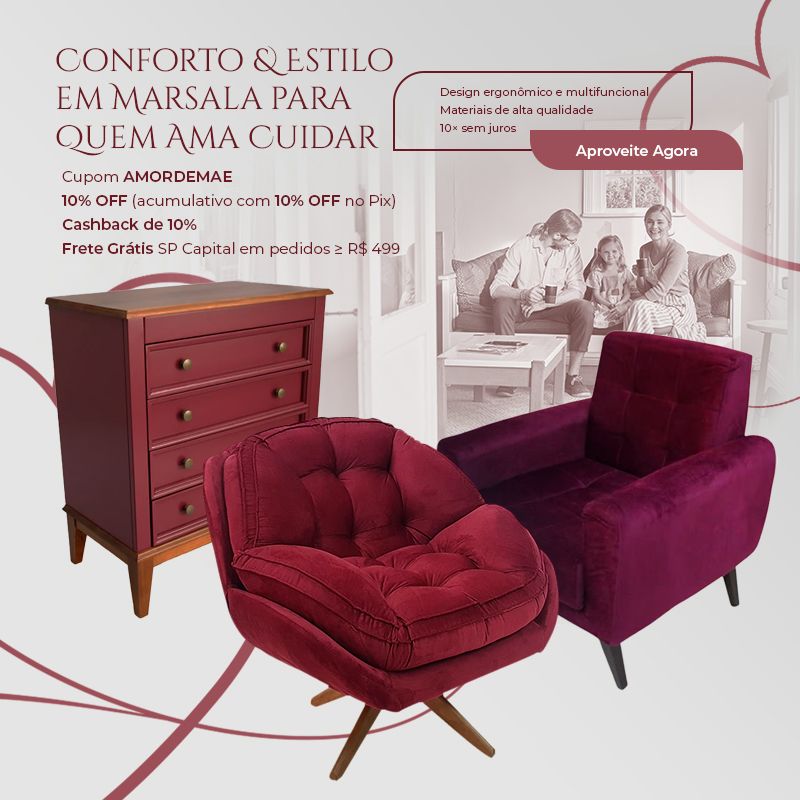 Conforto & Estilo
em Marsala para
Quem Ama Cuidar
Cupom AMORDEMAE
10% OFF (acumulativo com 10% OFF no Pix)
Cashback de 10%
Frete Grátis SP Capital em pedidos ≥ R$ 499
Design ergonômico e multifuncional
Materiais de alta qualidade
10× sem juros
Aproveite Agora